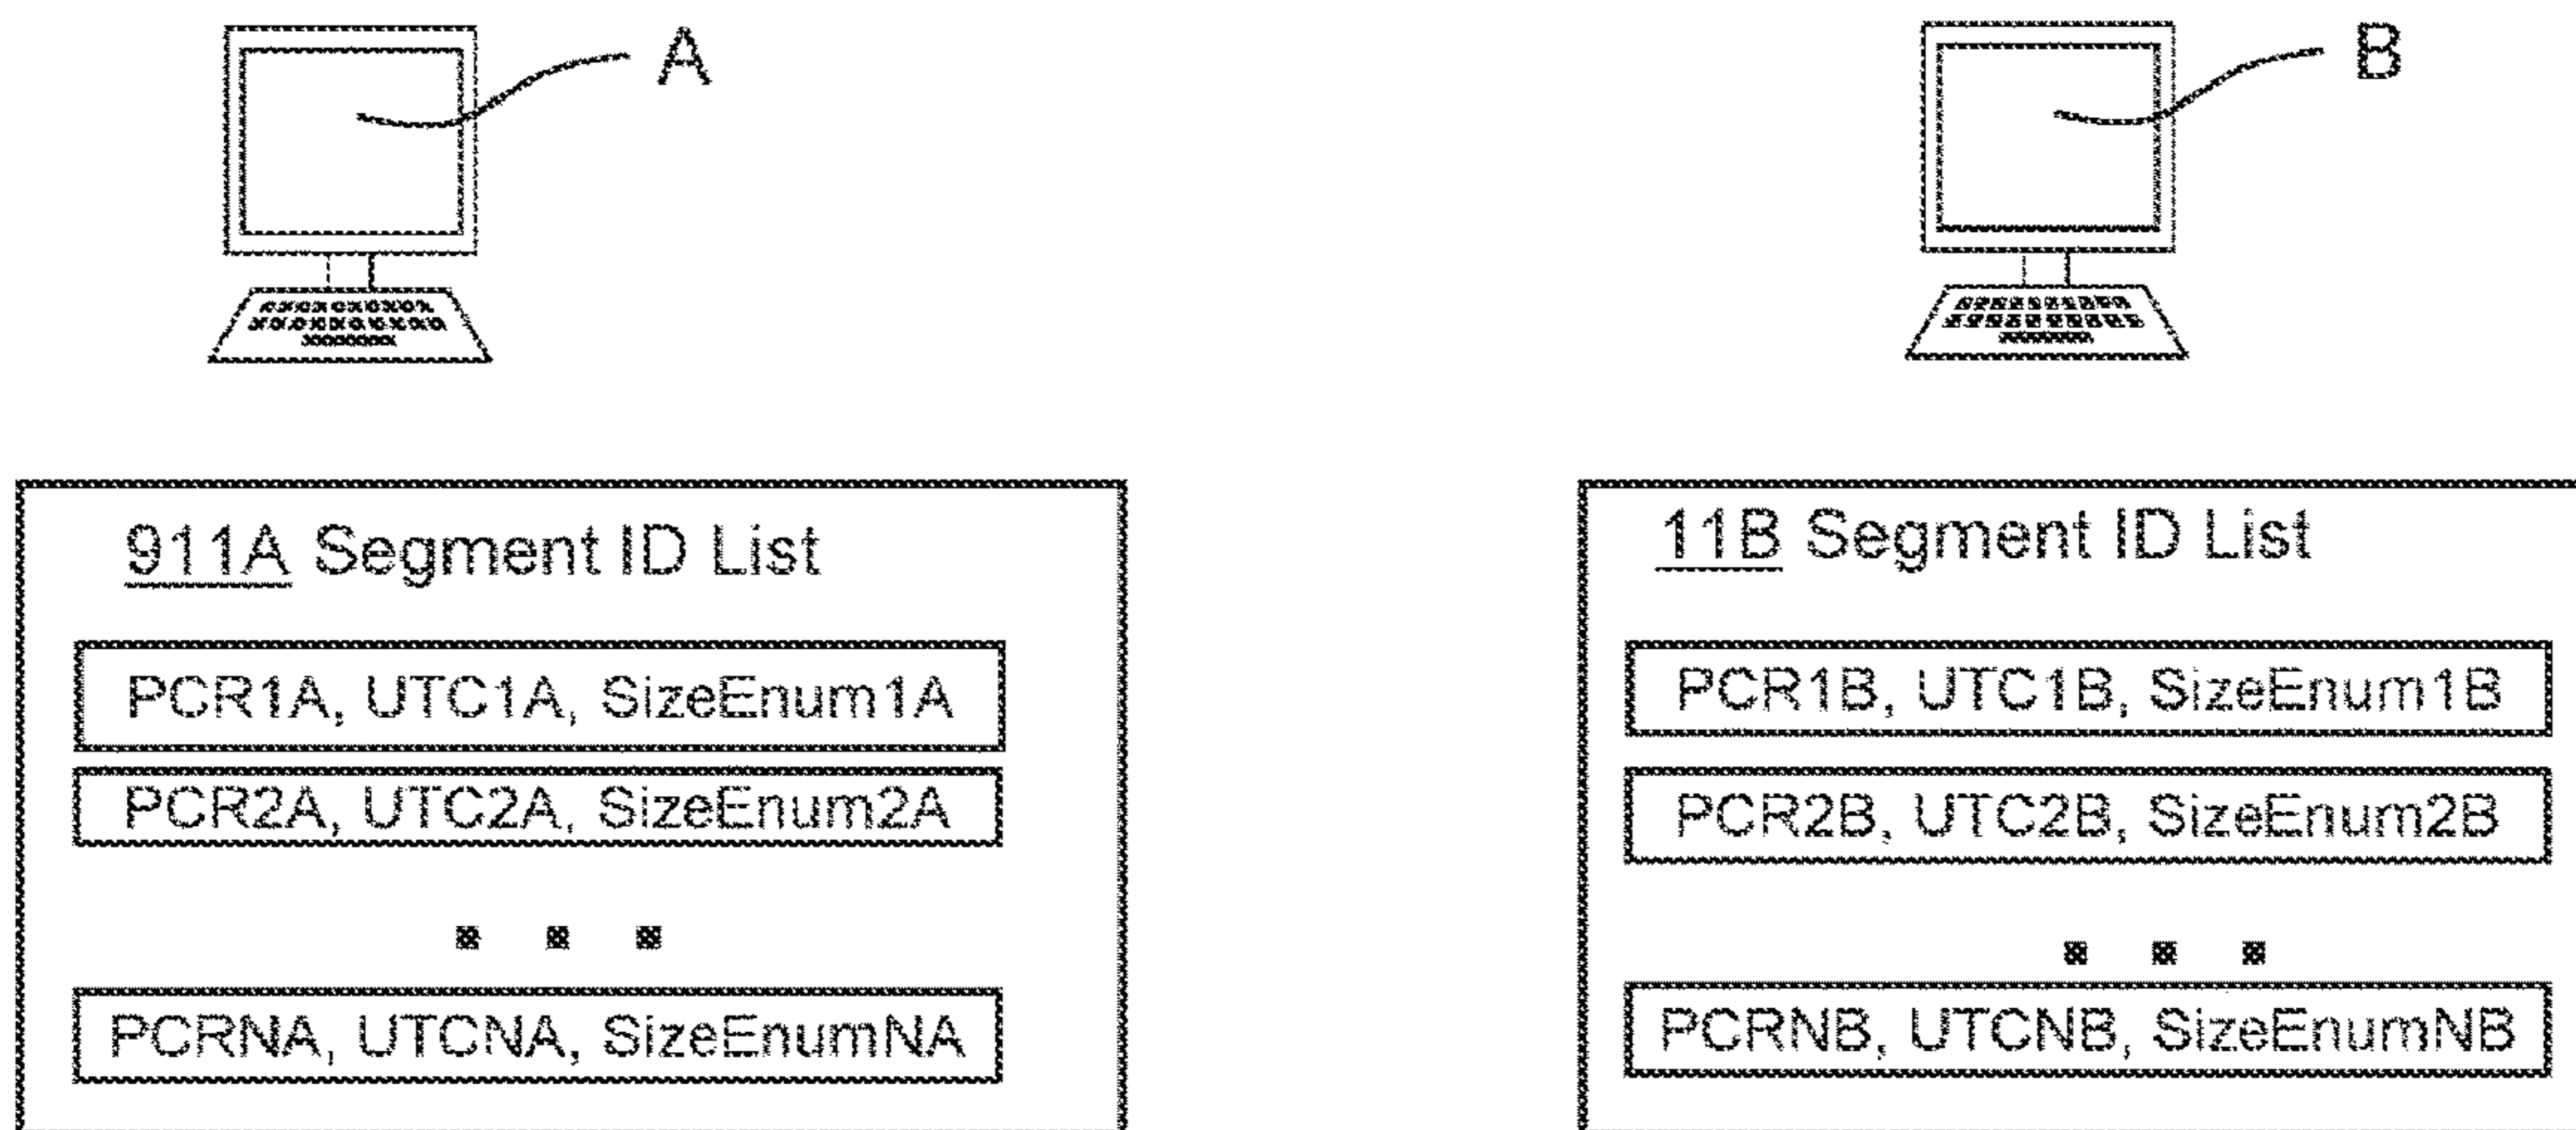 A
B
911A Segment ID List
PCR1A, UTC1A, SizeEnum1A
PCR2A, UTC2A, SizeEnum2A
PCRNA, UTCNA, SizeEnumNA
11B Segment ID List
PCR1B, UTC1B, SizeEnum1B
PCR2B, UTC2B, SizeEnum2B
PCRNB, UTCNB, SizeEnumNB